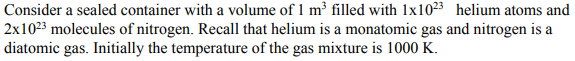 Consider a sealed container with a volume of 1 m³ filled with 1x10²³ helium atoms and
2x10²³ molecules of nitrogen. Recall that helium is a monatomic gas and nitrogen is a
diatomic gas. Initially the temperature of the gas mixture is 1000 K.